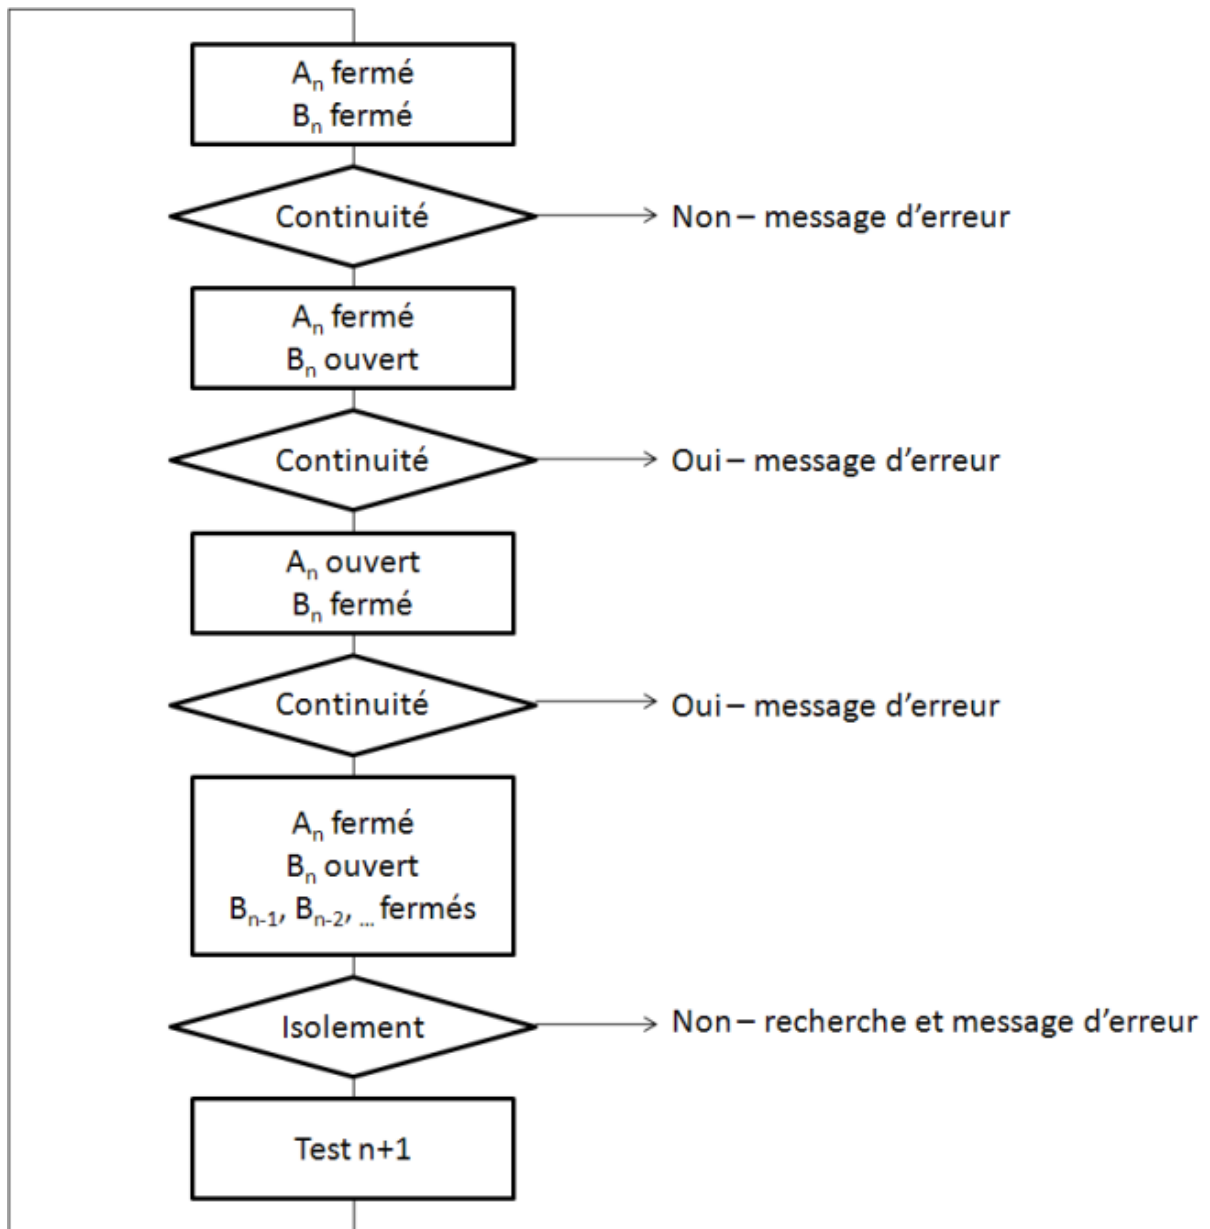 Aₙ fermé
Bₙ fermé
Continuité
Non – message d'erreur
Aₙ fermé
Bₙ ouvert
Continuité
Oui – message d'erreur
Aₙ ouvert
Bₙ fermé
Continuité
Oui – message d'erreur
Aₙ fermé
Bₙ ouvert
Bₙ₋₁, Bₙ₋₂, ... fermés
Isolement
Non – recherche et message d'erreur
Test n+1